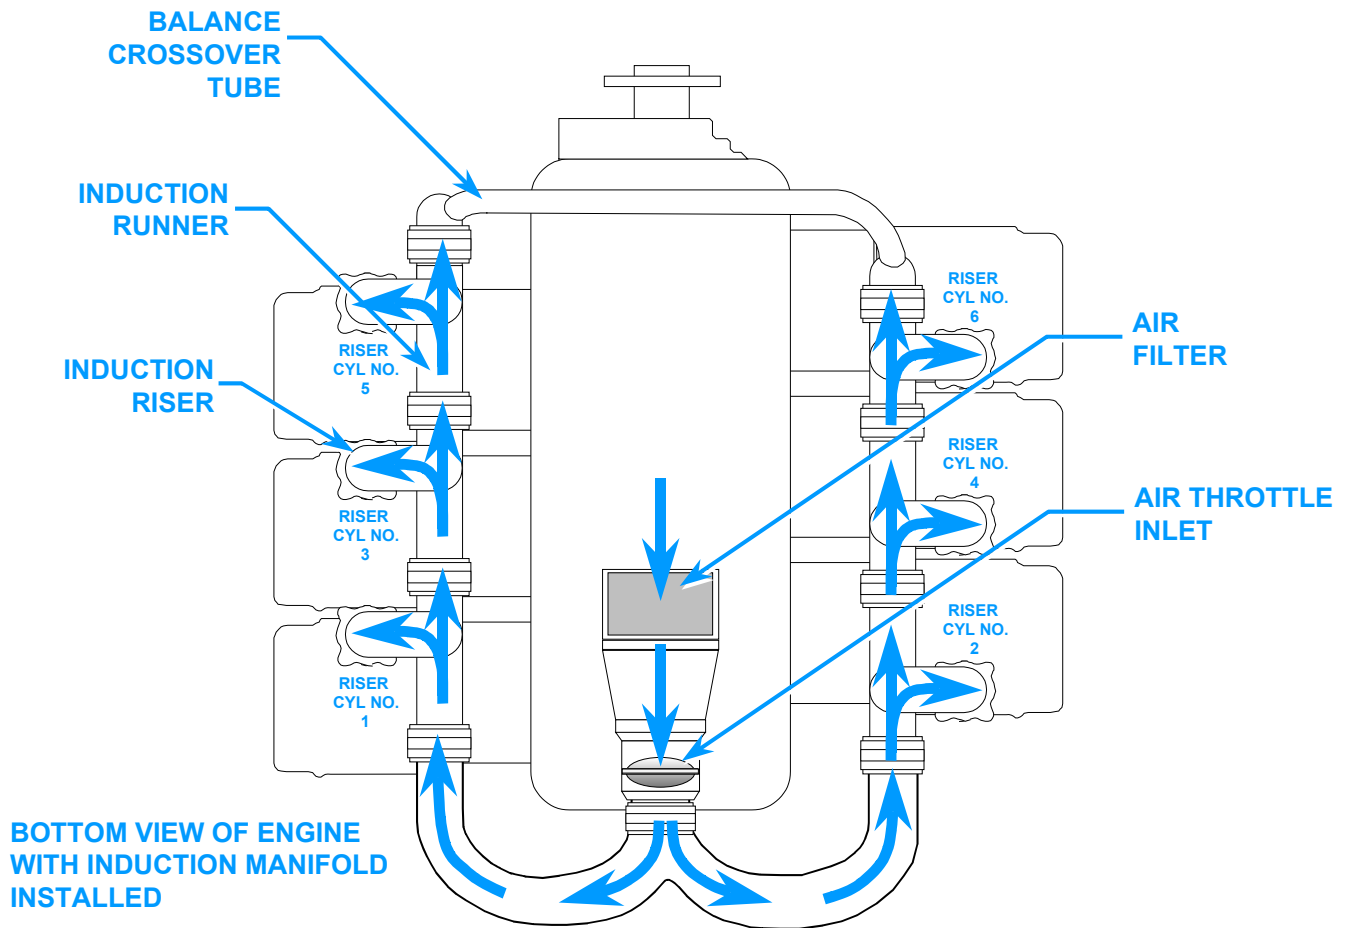 BALANCE
CROSSOVER
TUBE
INDUCTION
RUNNER
INDUCTION
RISER
RISER
CYL NO.
5
RISER
CYL NO.
3
RISER
CYL NO.
1
RISER
CYL NO.
6
RISER
CYL NO.
4
RISER
CYL NO.
2
AIR
FILTER
AIR THROTTLE
INLET
BOTTOM VIEW OF ENGINE
WITH INDUCTION MANIFOLD
INSTALLED